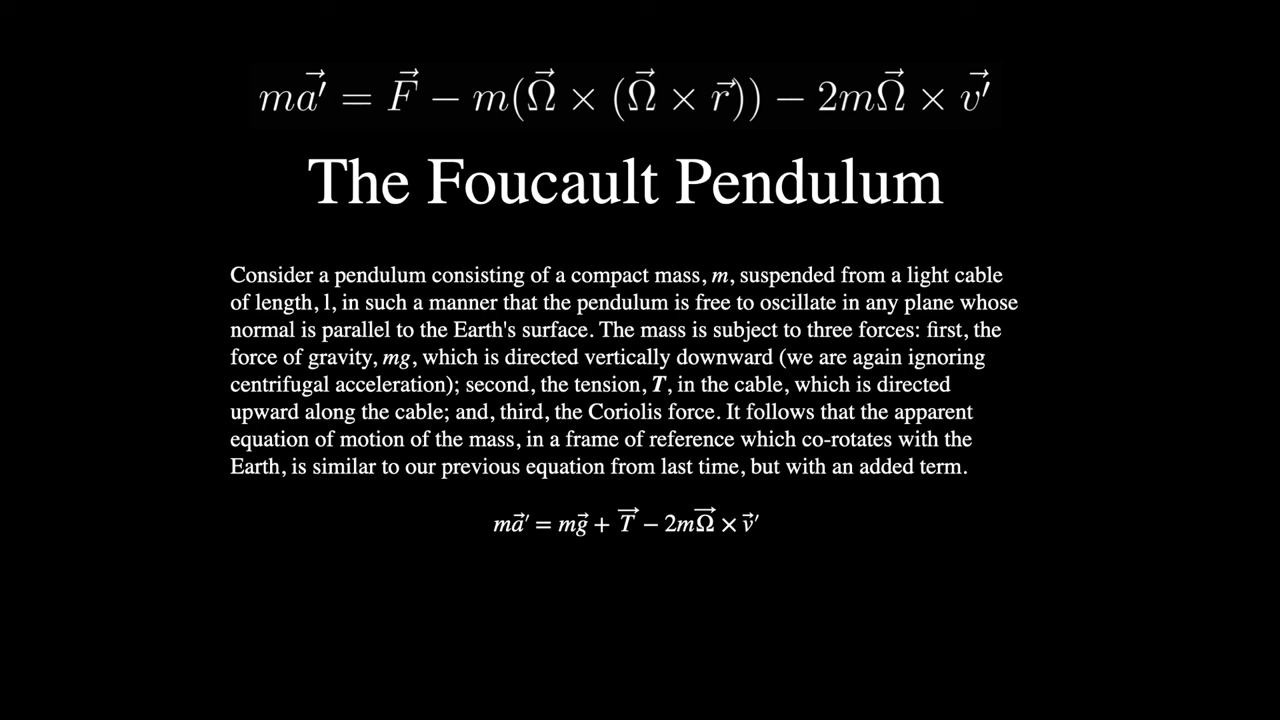 ma⃗' = F⃗ − m(Ω⃗ × (Ω⃗ × r⃗)) − 2mΩ⃗ × v⃗'
The Foucault Pendulum
Consider a pendulum consisting of a compact mass, m, suspended from a light cable
of length, l, in such a manner that the pendulum is free to oscillate in any plane whose
normal is parallel to the Earth's surface. The mass is subject to three forces: first, the
force of gravity, mg, which is directed vertically downward (we are again ignoring
centrifugal acceleration); second, the tension, T, in the cable, which is directed
upward along the cable; and, third, the Coriolis force. It follows that the apparent
equation of motion of the mass, in a frame of reference which co-rotates with the
Earth, is similar to our previous equation from last time, but with an added term.
ma⃗' = mg⃗ + T⃗ − 2mΩ⃗ × v⃗'